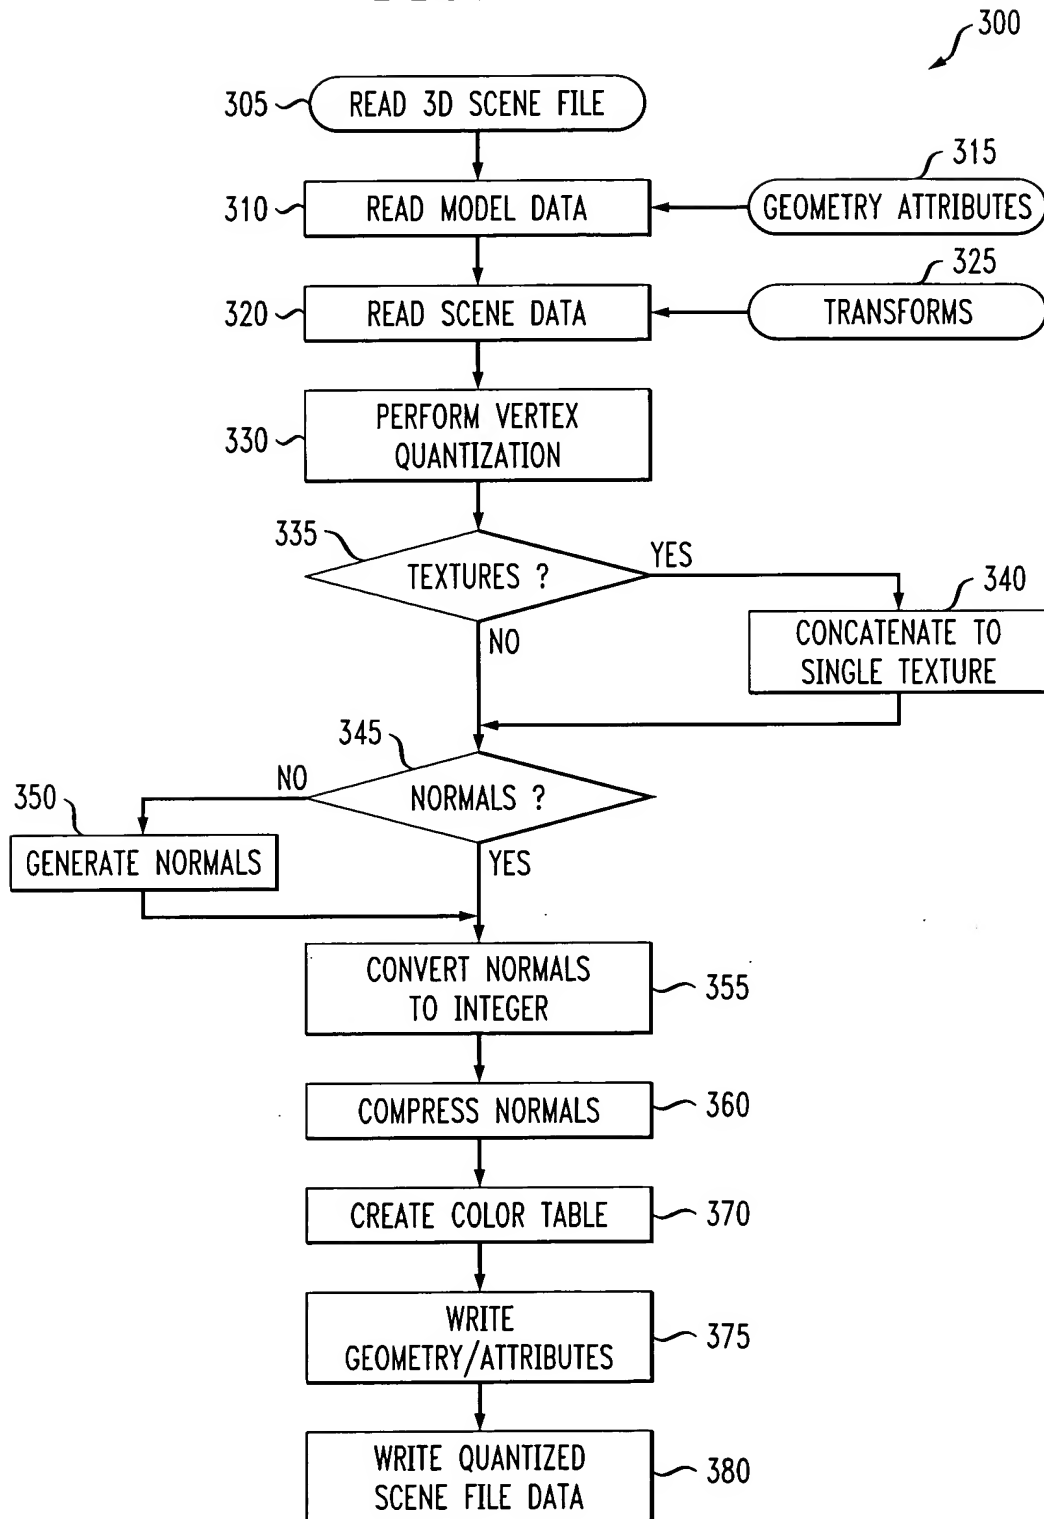 300
305
READ 3D SCENE FILE
315
310
READ MODEL DATA
GEOMETRY ATTRIBUTES
325
320
READ SCENE DATA
TRANSFORMS
330
PERFORM VERTEX
QUANTIZATION
335
TEXTURES ?
YES
340
NO
CONCATENATE TO
SINGLE TEXTURE
345
NO
NORMALS ?
350
YES
GENERATE NORMALS
CONVERT NORMALS
TO INTEGER
355
COMPRESS NORMALS
360
CREATE COLOR TABLE
370
WRITE
GEOMETRY/ATTRIBUTES
375
WRITE QUANTIZED
SCENE FILE DATA
380